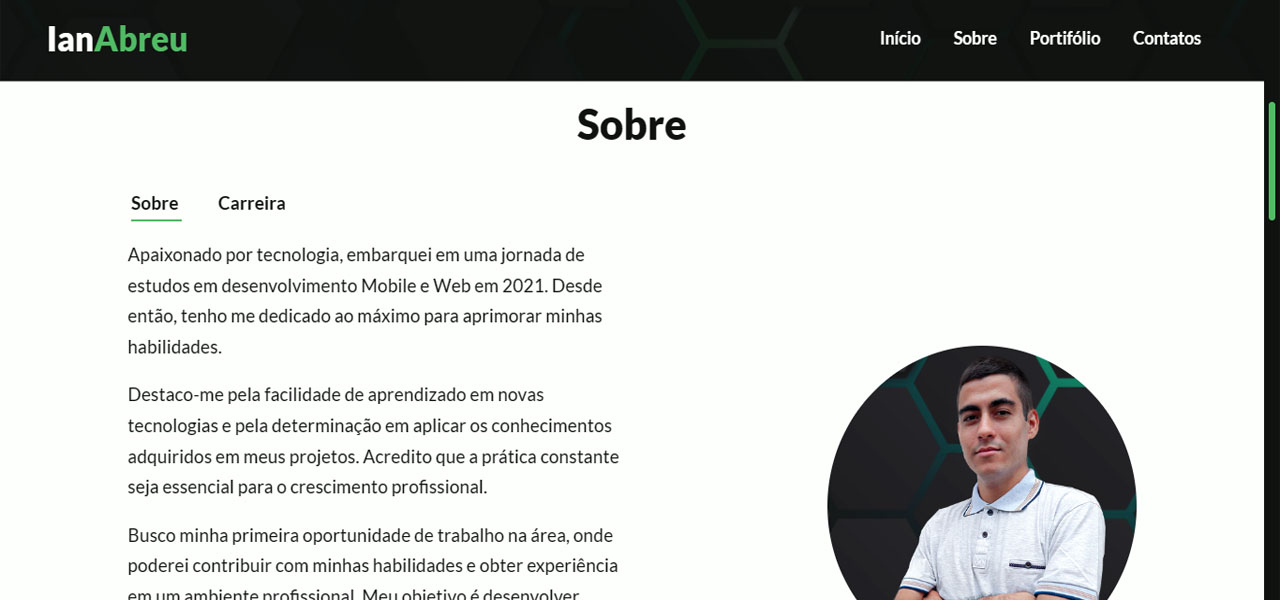 IanAbreu
Início Sobre Portifólio Contatos
Sobre
Sobre Carreira
Apaixonado por tecnologia, embarquei em uma jornada de
estudos em desenvolvimento Mobile e Web em 2021. Desde
então, tenho me dedicado ao máximo para aprimorar minhas
habilidades.
Destaco-me pela facilidade de aprendizado em novas
tecnologias e pela determinação em aplicar os conhecimentos
adquiridos em meus projetos. Acredito que a prática constante
seja essencial para o crescimento profissional.
Busco minha primeira oportunidade de trabalho na área, onde
poderei contribuir com minhas habilidades e obter experiência
em um ambiente profissional. Meu objetivo é desenvolver